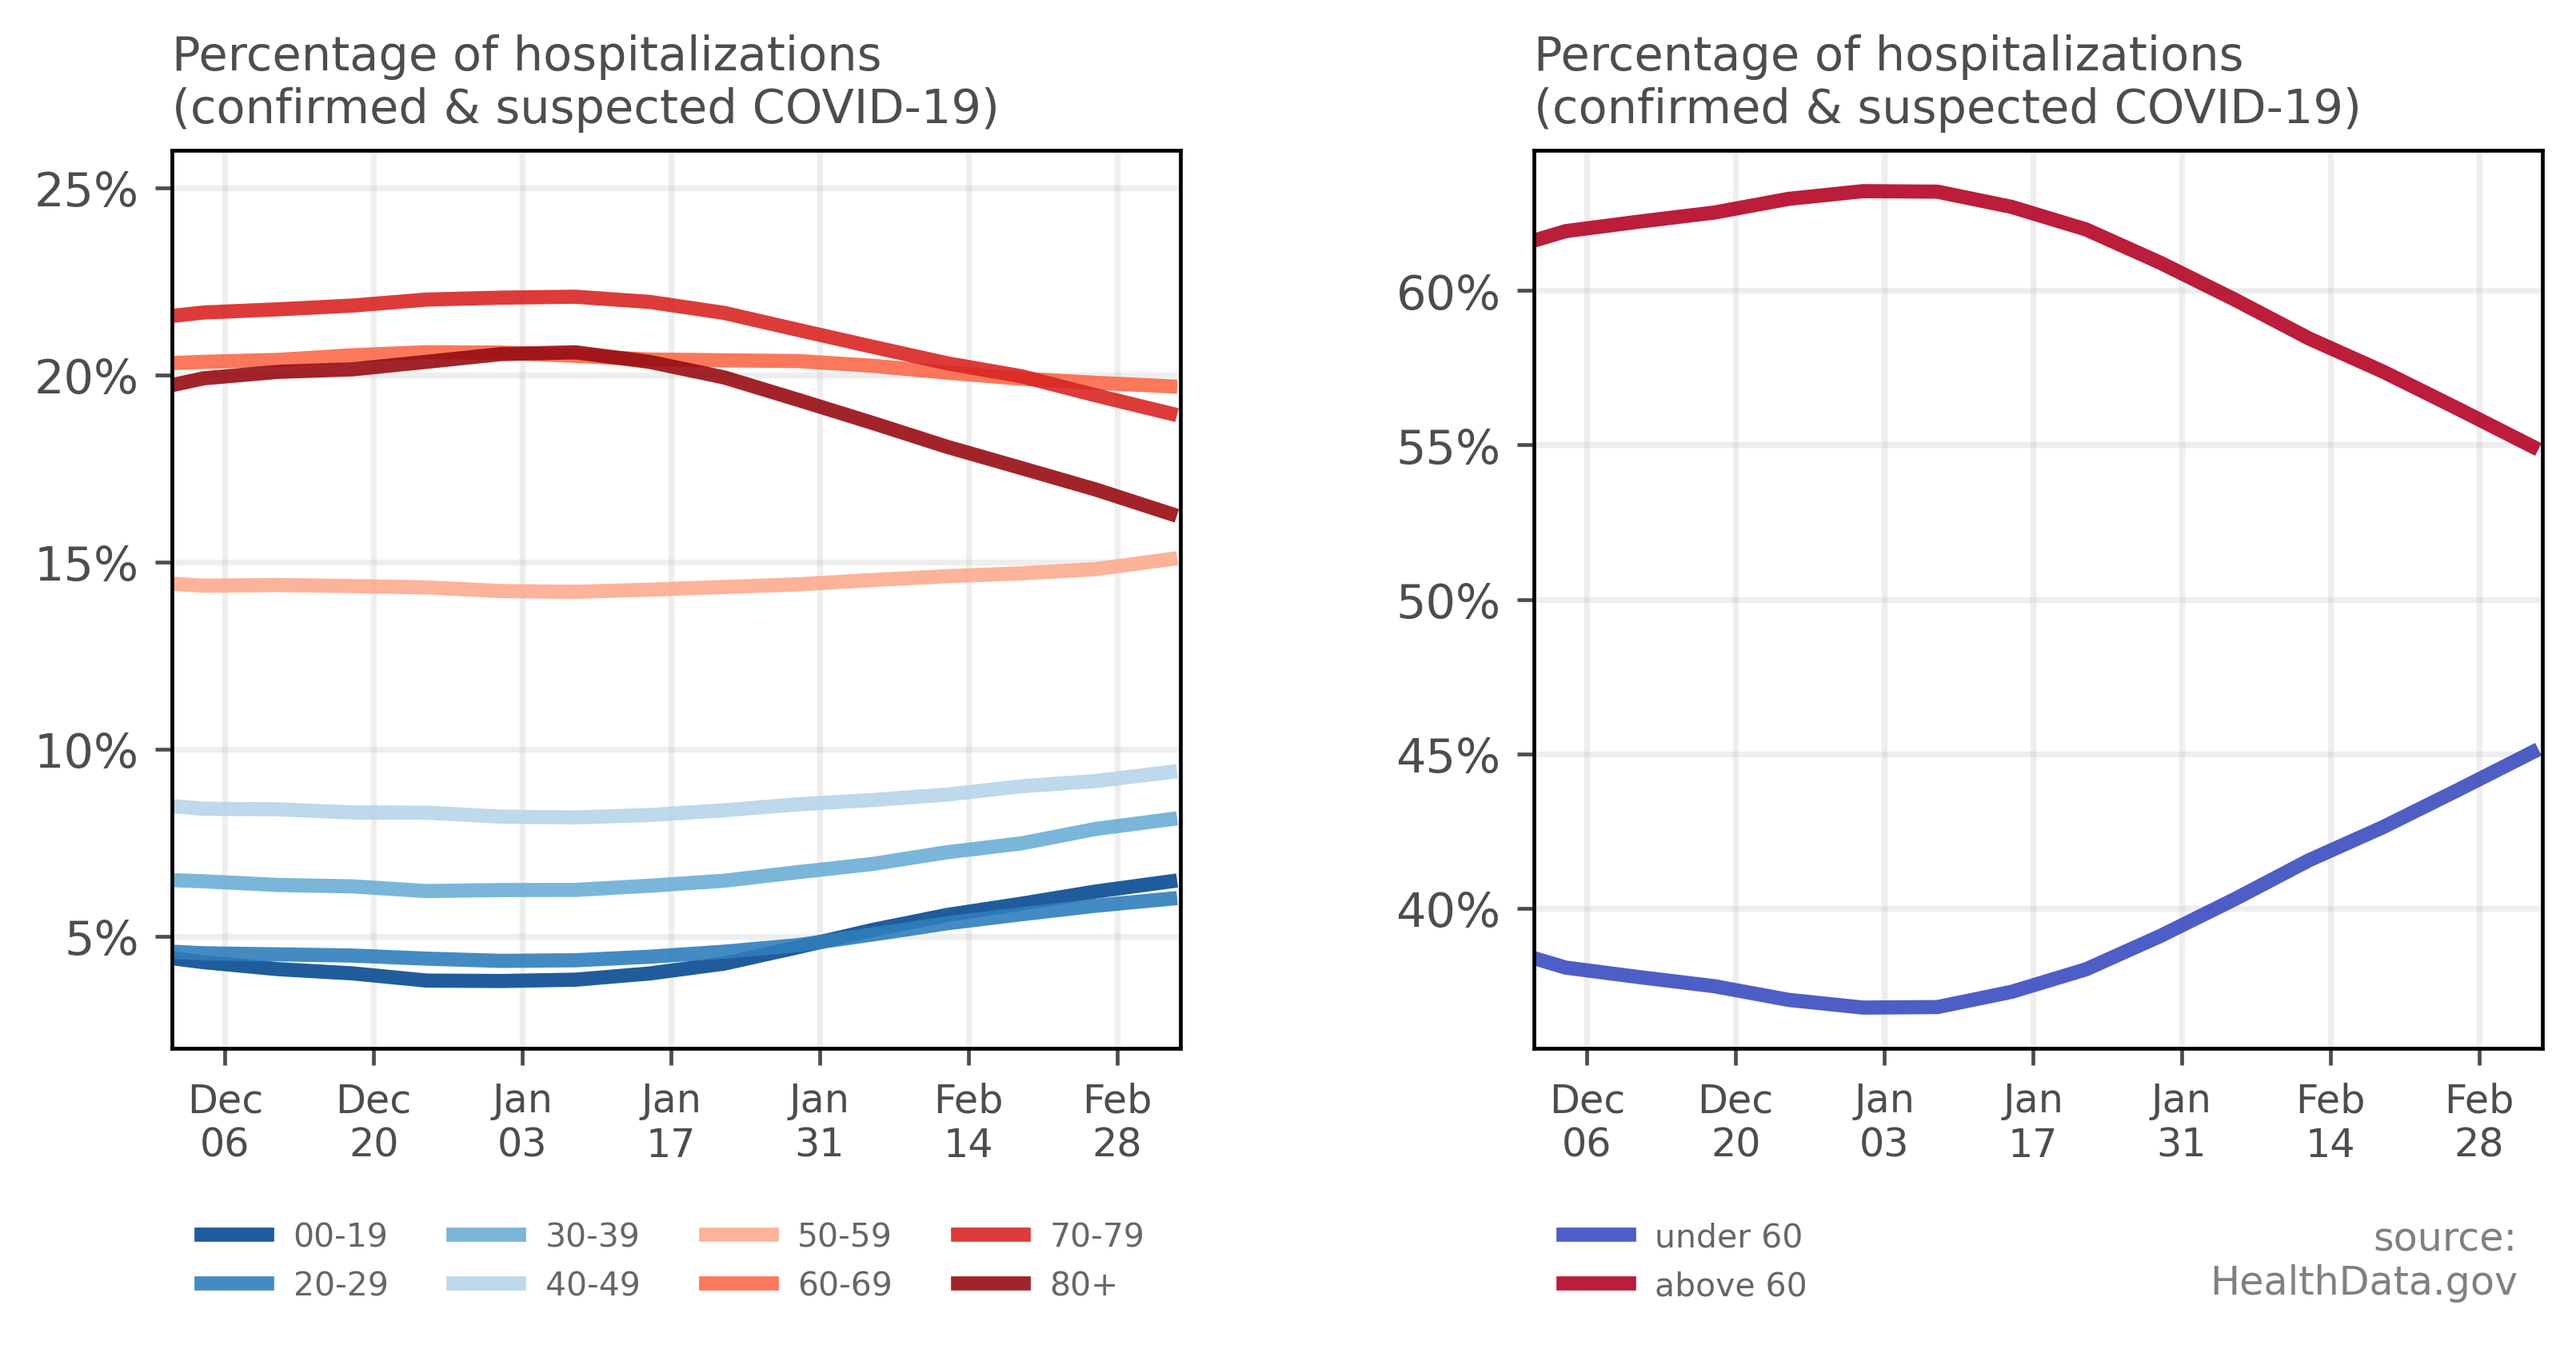 Percentage of hospitalizations
(confirmed & suspected COVID-19)
25%
20%
15%
10%
5%
Dec Dec Jan Jan Jan Feb Feb
06 20 03 17 31 14 28
00-19 30-39 50-59 70-79
20-29 40-49 60-69 80+
Percentage of hospitalizations
(confirmed & suspected COVID-19)
60%
55%
50%
45%
40%
Dec Dec Jan Jan Jan Feb Feb
06 20 03 17 31 14 28
under 60
above 60
source:
HealthData.gov